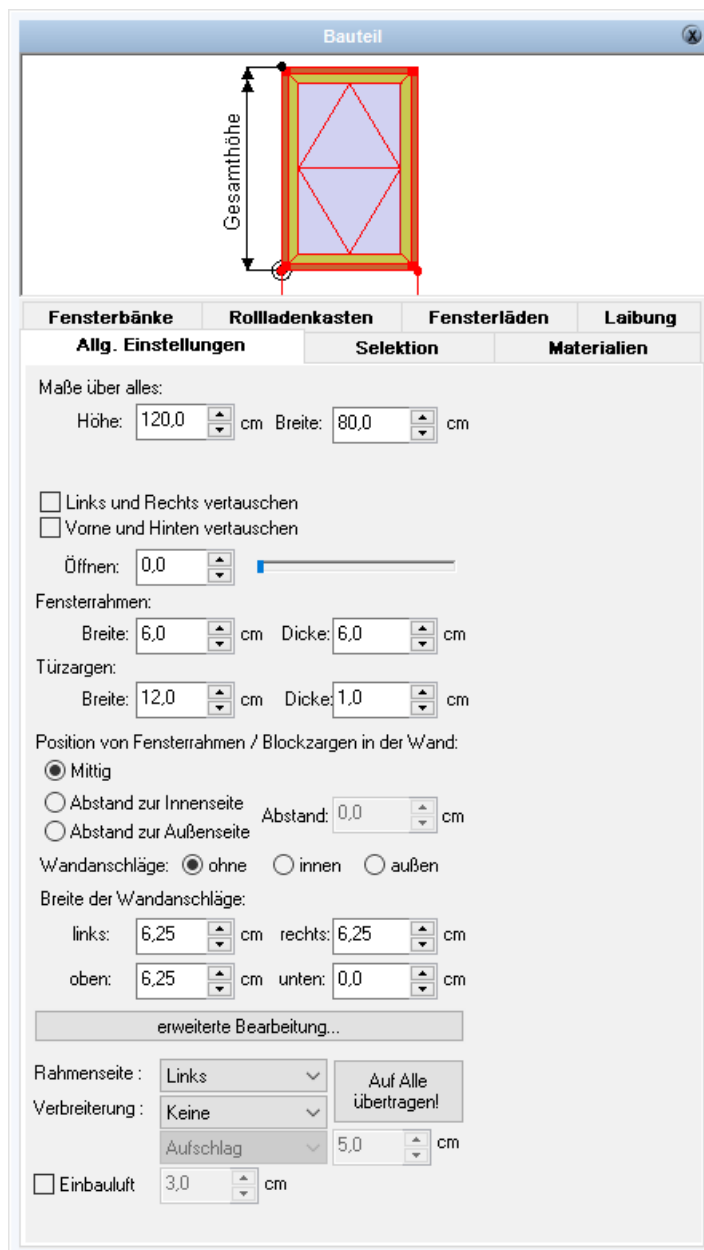 Bauteil
Gesamthöhe
Fensterbänke Rollladenkasten Fensterläden Laibung
Allg. Einstellungen Selektion Materialien
Maße über alles:
Höhe: 120,0 cm Breite: 80,0 cm
Links und Rechts vertauschen
Vorne und Hinten vertauschen
Öffnen: 0,0
Fensterrahmen:
Breite: 6,0 cm Dicke: 6,0 cm
Türzargen:
Breite: 12,0 cm Dicke: 1,0 cm
Position von Fensterrahmen / Blockzargen in der Wand:
Mittig
Abstand zur Innenseite
Abstand: 0,0 cm
Abstand zur Außenseite
Wandanschläge: ohne innen außen
Breite der Wandanschläge:
links: 6,25 cm rechts: 6,25 cm
oben: 6,25 cm unten: 0,0 cm
erweiterte Bearbeitung...
Rahmenseite : Links
Auf Alle
übertragen!
Verbreiterung : Keine
Aufschlag 5,0 cm
Einbauluft 3,0 cm